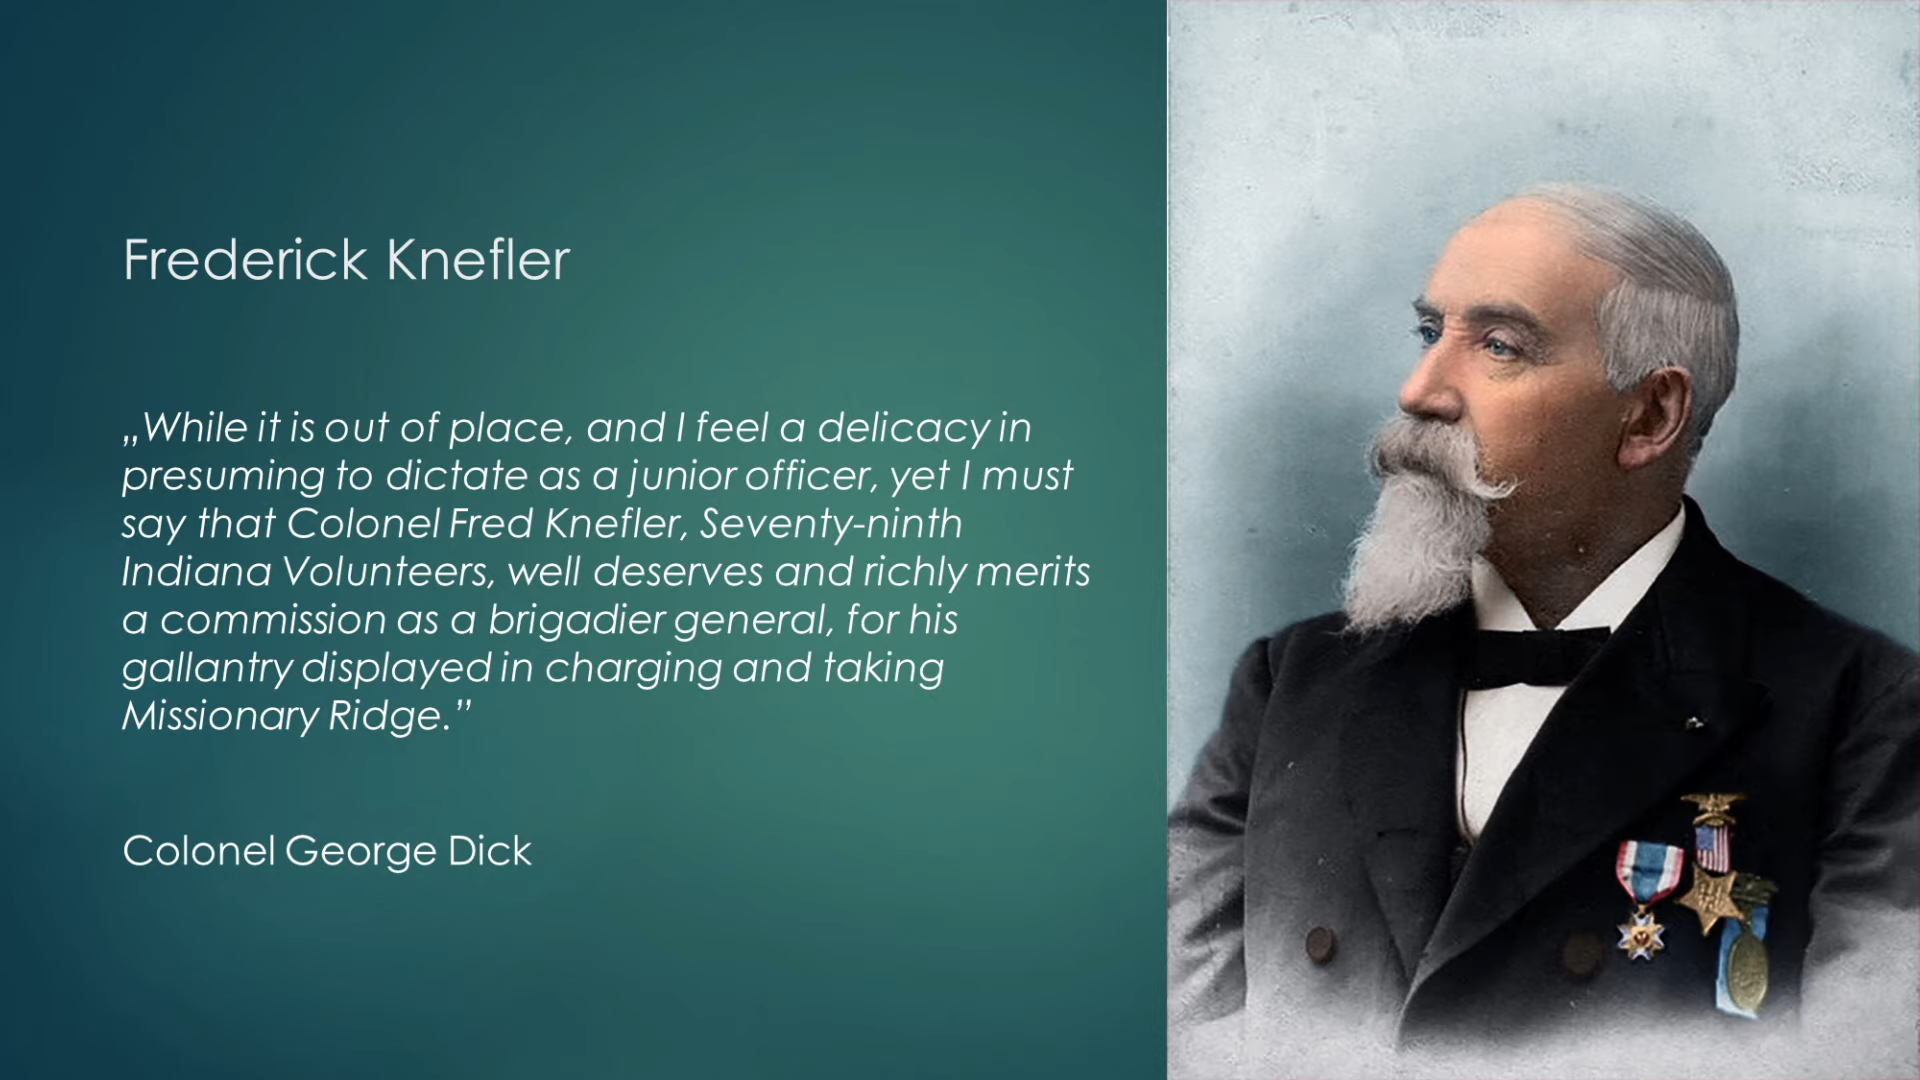 Frederick Knefler
„While it is out of place, and I feel a delicacy in
presuming to dictate as a junior officer, yet I must
say that Colonel Fred Knefler, Seventy-ninth
Indiana Volunteers, well deserves and richly merits
a commission as a brigadier general, for his
gallantry displayed in charging and taking
Missionary Ridge.”
Colonel George Dick